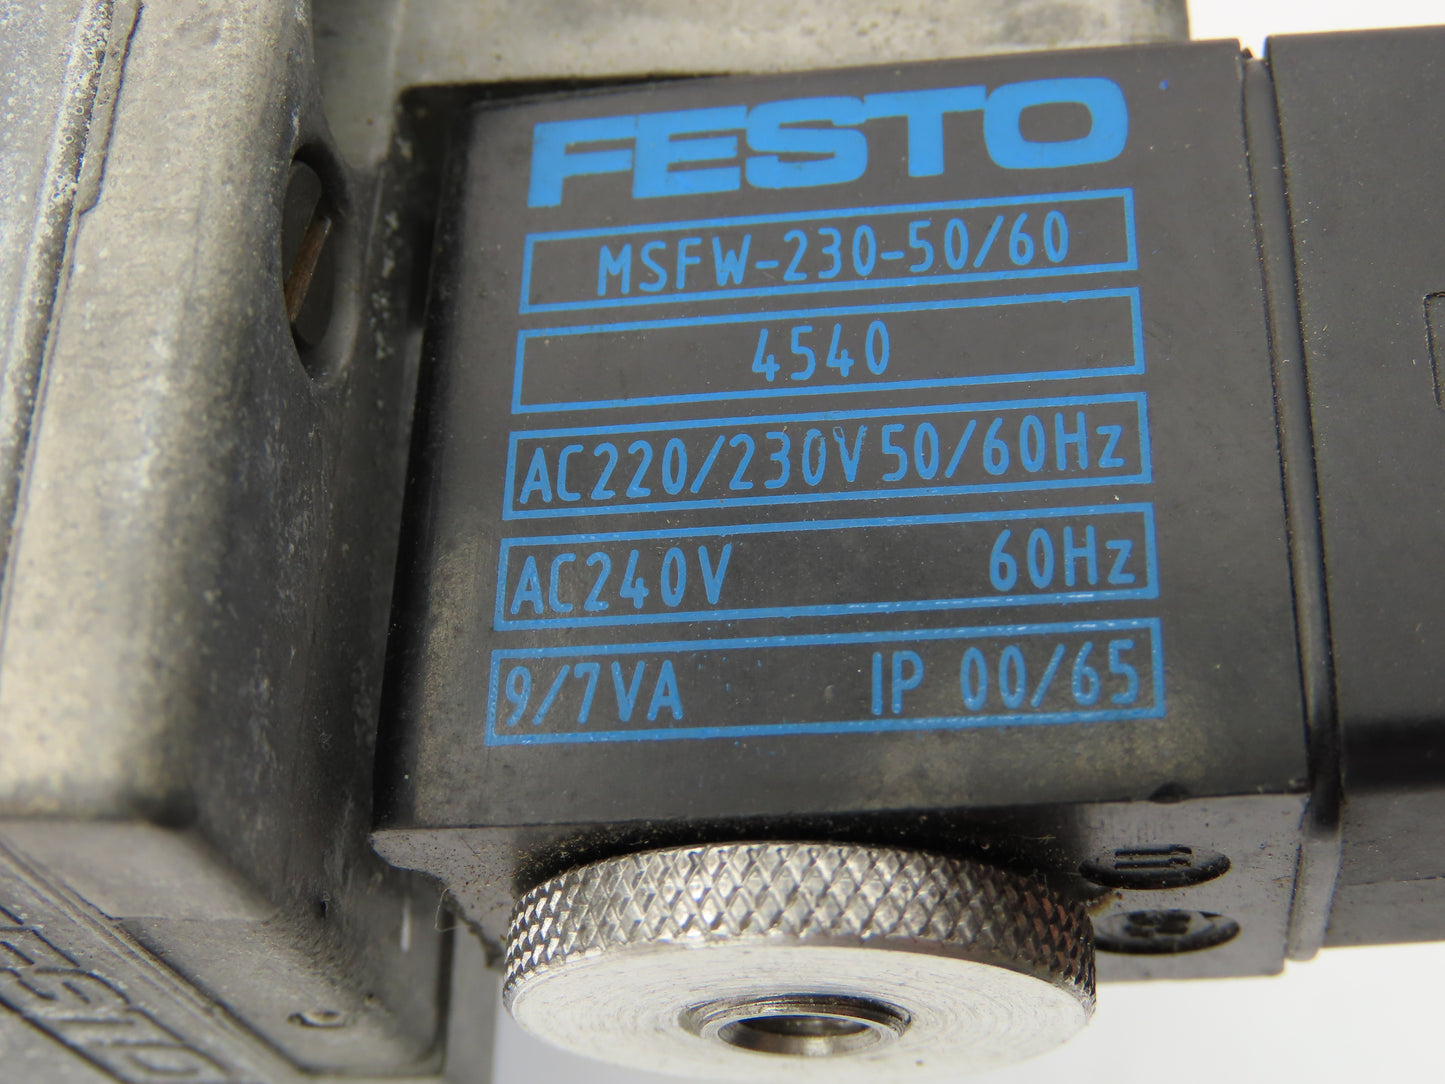 FESTO
MSFW-230-50/60
4540
AC220/230V 50/60Hz
AC240V 60Hz
9/7VA IP 00/65